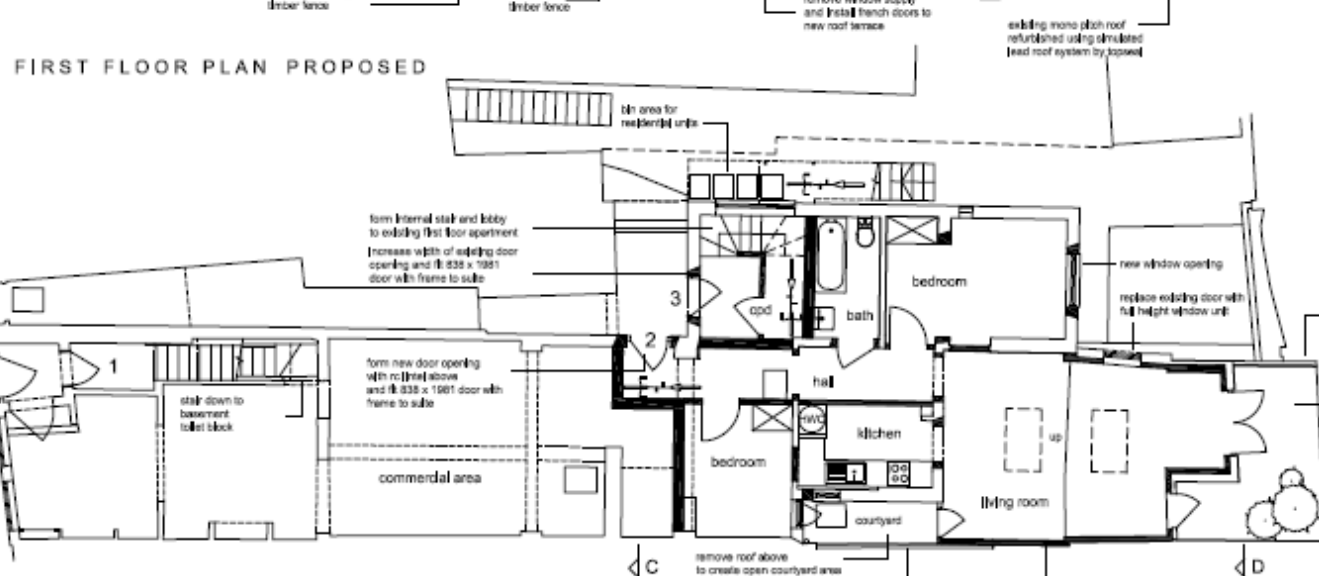 timber fence
timber fence
remove window supply
and install french doors to
new roof terrace
existing mono pitch roof
refurbished using simulated
lead roof system by topseal
FIRST FLOOR PLAN PROPOSED
bin area for
residential units
form internal stair and lobby
to existing first floor apartment
increase width of existing door
opening and fit 838 x 1981
door with frame to suite
new window opening
replace existing door with
full height window unit
bedroom
bath
cpd
3
2
1
form new door opening
with rc lintel above
and fit 838 x 1981 door with
frame to suite
hall
stair down to
basement
toilet block
HWC
kitchen
up
bedroom
commercial area
living room
courtyard
remove roof above
to create open courtyard area
C
D